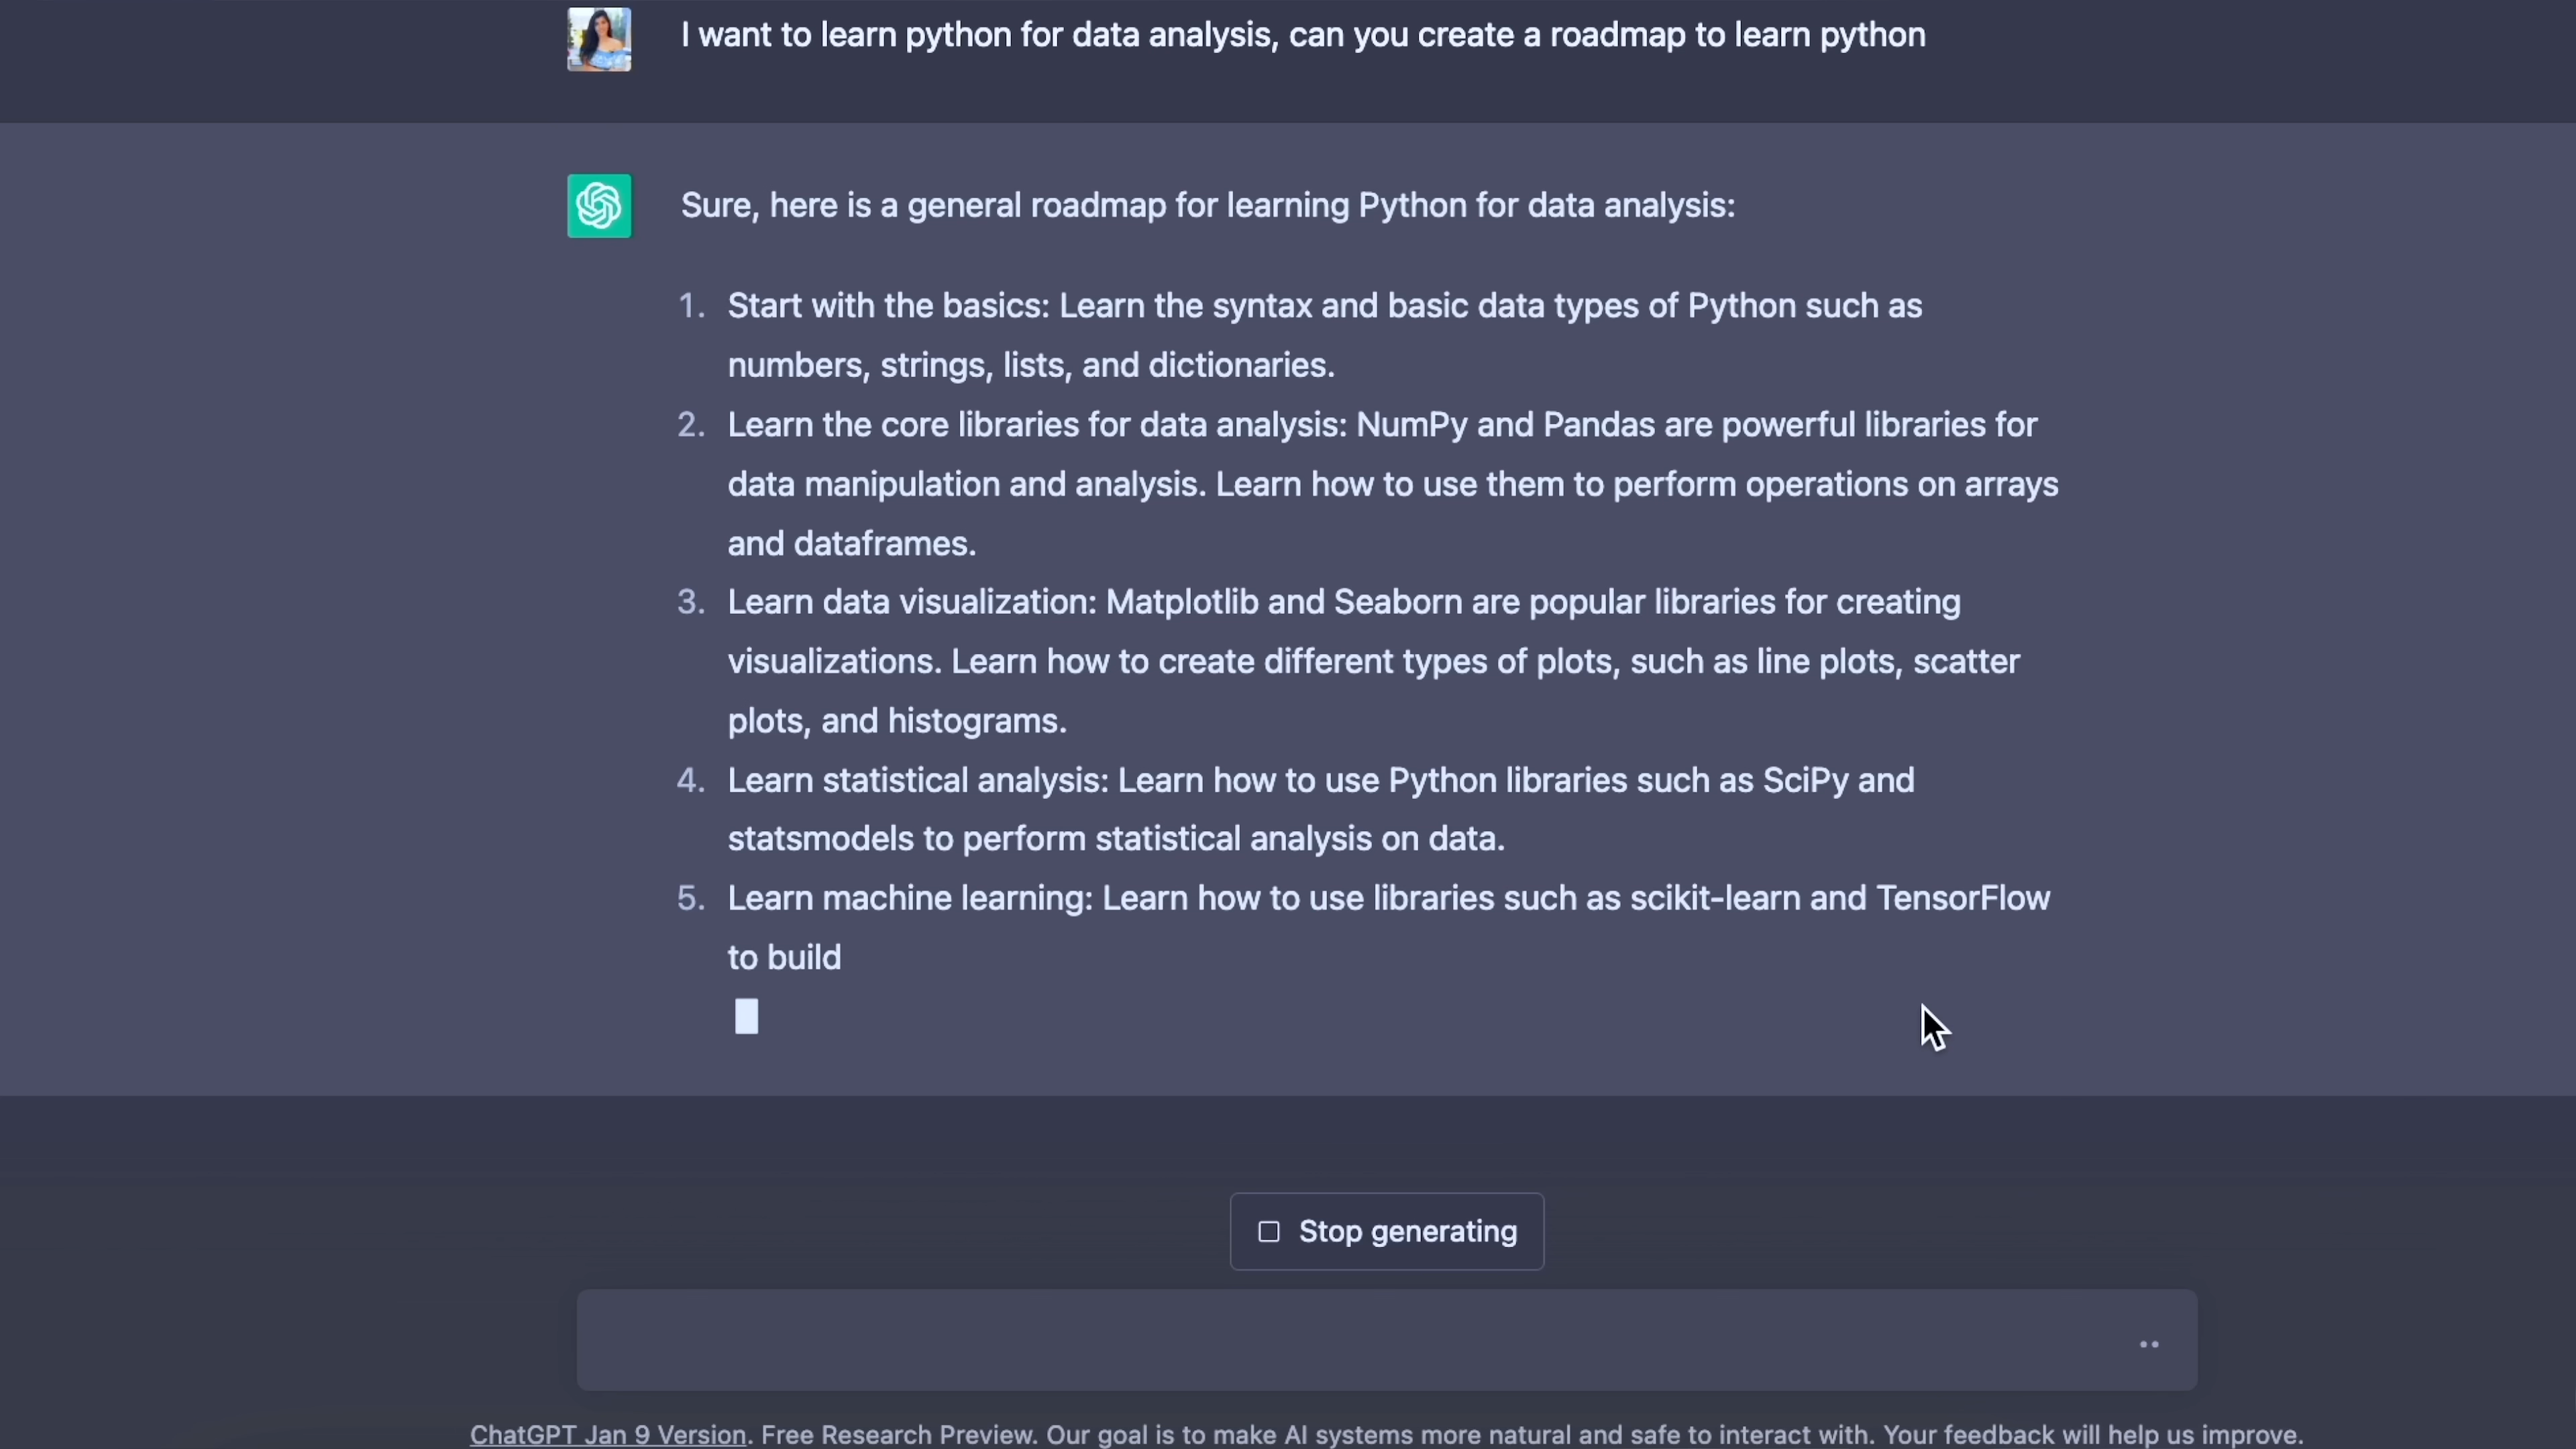 I want to learn python for data analysis, can you create a roadmap to learn python
Sure, here is a general roadmap for learning Python for data analysis:
1. Start with the basics: Learn the syntax and basic data types of Python such as
numbers, strings, lists, and dictionaries.
2. Learn the core libraries for data analysis: NumPy and Pandas are powerful libraries for
data manipulation and analysis. Learn how to use them to perform operations on arrays
and dataframes.
3. Learn data visualization: Matplotlib and Seaborn are popular libraries for creating
visualizations. Learn how to create different types of plots, such as line plots, scatter
plots, and histograms.
4. Learn statistical analysis: Learn how to use Python libraries such as SciPy and
statsmodels to perform statistical analysis on data.
5. Learn machine learning: Learn how to use libraries such as scikit-learn and TensorFlow
to build
Stop generating
ChatGPT Jan 9 Version. Free Research Preview. Our goal is to make AI systems more natural and safe to interact with. Your feedback will help us improve.